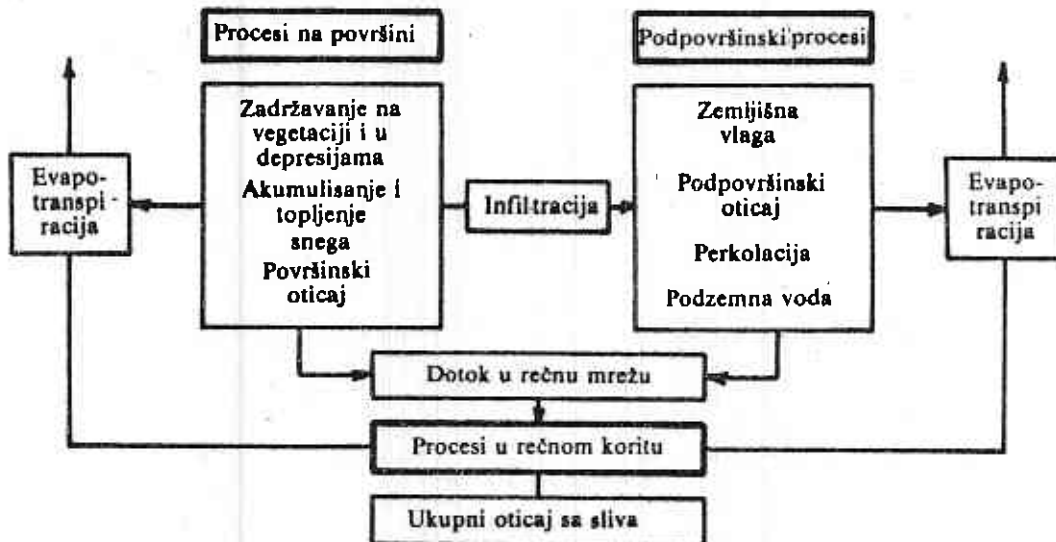 Procesi na površini
Podpovršinski procesi
Zadržavanje na
vegetaciji i u
depresijama
Akumulisanje i
topljenje
snega
Površinski
oticaj
Zemljišna
vlaga
Podpovršinski
oticaj
Perkolacija
Podzemna voda
Evapo-
transpi-
racija
Infiltracija
Evapo-
transpi
racija
Dotok u rečnu mrežu
Procesi u rečnom koritu
Ukupni oticaj sa sliva